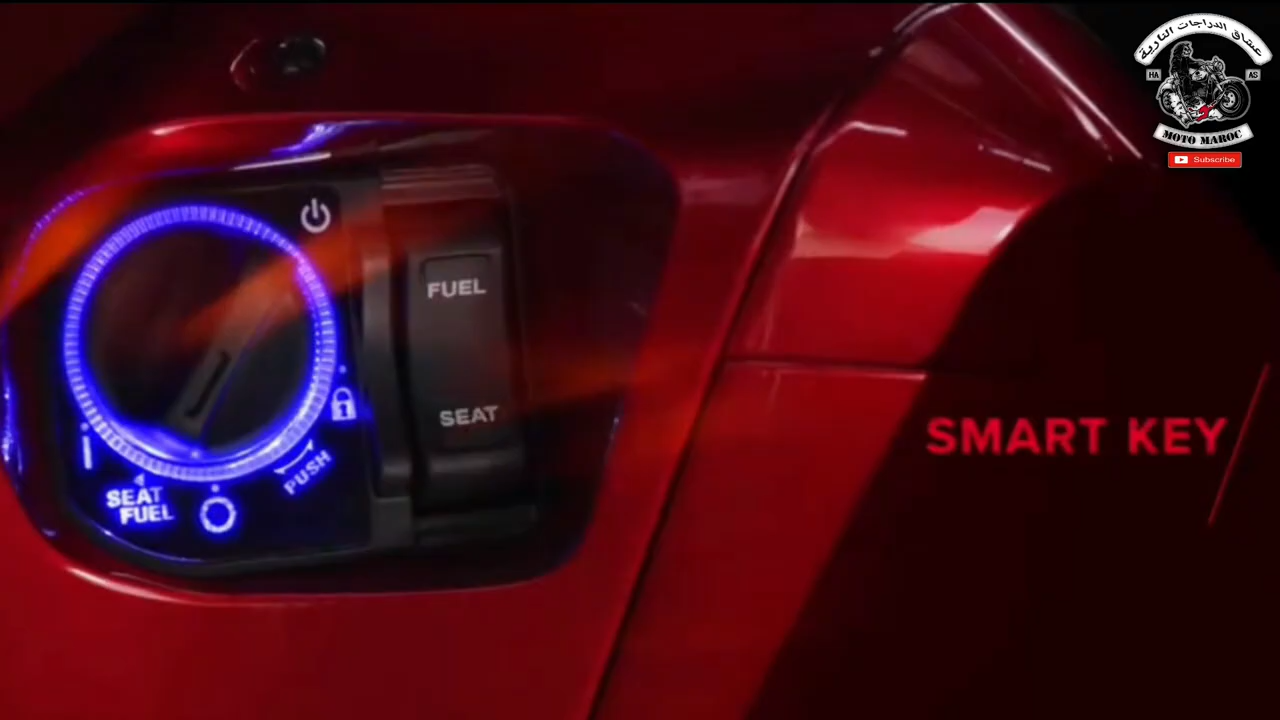 عشاق الدراجات النارية
HA
AS
MOTO MAROC
Subscribe
FUEL
SEAT
SEAT
FUEL
PUSH
SMART KEY